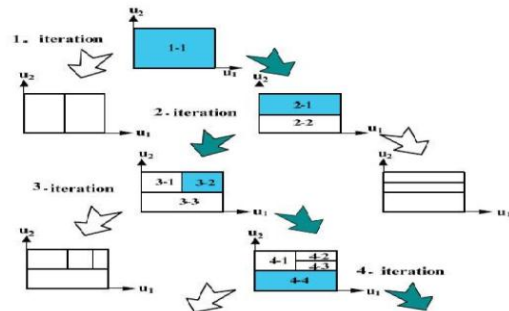 u2
1. iteration
1-1
u2
u1
u2
2-1
2-2
u1
2-iteration
u1
u2
3-1
3-2
3-3
u1
3-iteration
u2
u1
u2
u2
4-1
4-2
4-3
4-4
4- iteration
u1
u1